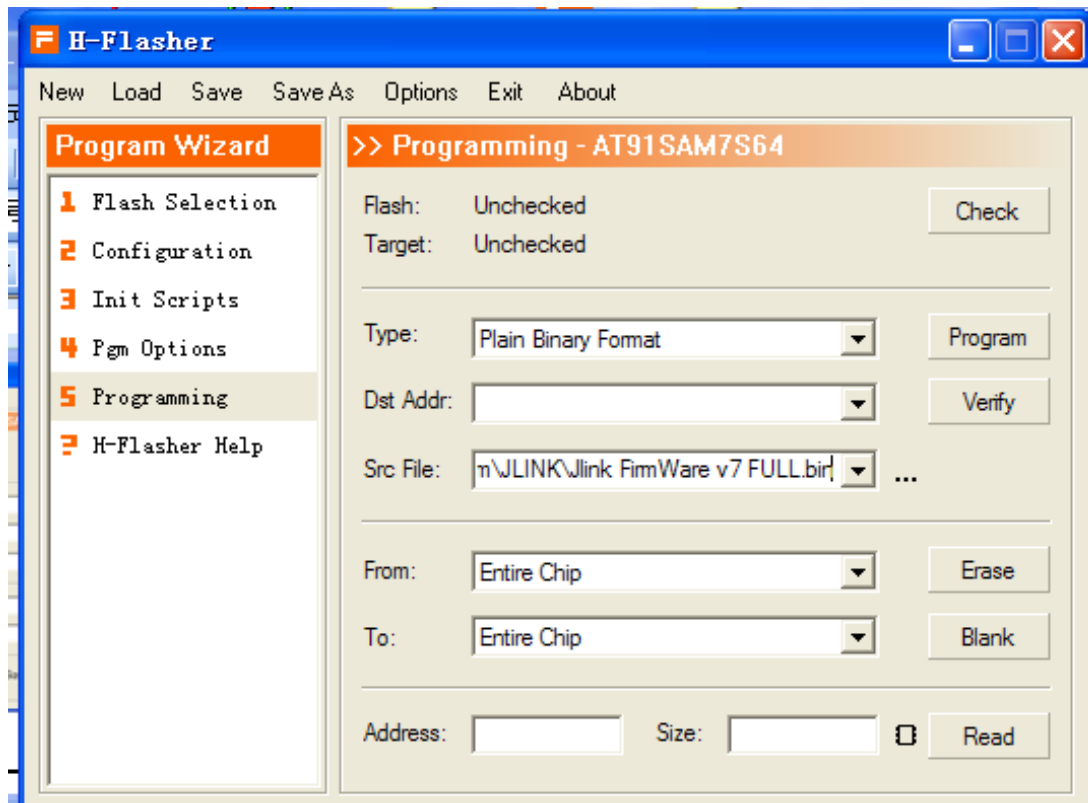 H-Flasher
New Load Save Save As Options Exit About
Program Wizard
1 Flash Selection
2 Configuration
3 Init Scripts
4 Pgm Options
5 Programming
? H-Flasher Help
>> Programming - AT91SAM7S64
Flash: Unchecked
Check
Target: Unchecked
Type: Plain Binary Format
Program
Dst Addr:
Verify
Src File: n\JLINK\Jlink FirmWare v7 FULL.bin
...
From: Entire Chip
Erase
To: Entire Chip
Blank
Address:
Size:
Read